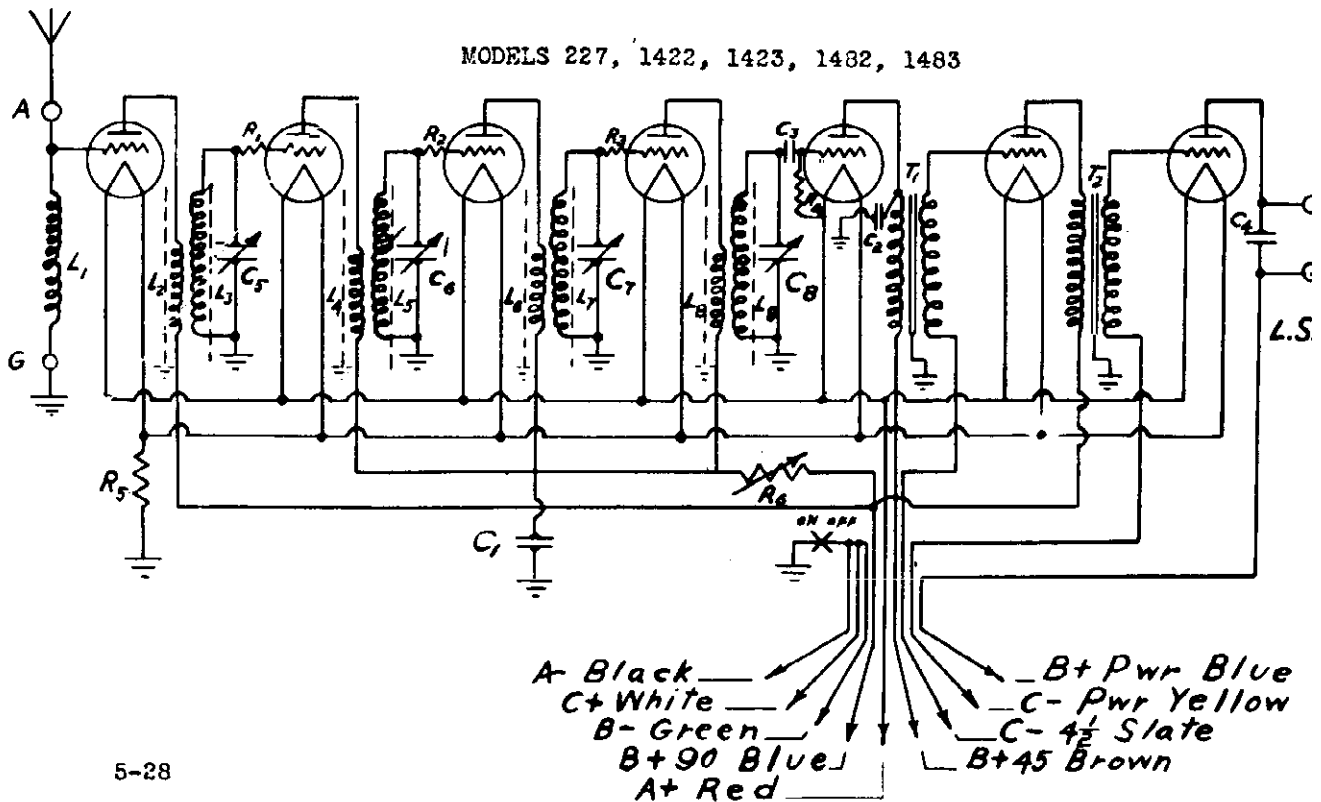 MODELS 227, 1422, 1423, 1482, 1483
A
R1
R2
R3
C3
R4
T1
T2
C2
C4
L1
L2
L3
C5
L4
L5
C6
L6
L7
C7
L8
L9
C8
G
G
L.S.
R5
R6
ON OFF
C1
A- Black
B+ Pwr Blue
C+ White
C- Pwr Yellow
B- Green
C- 4½ Slate
B+90 Blue
B+45 Brown
5-28
A+ Red